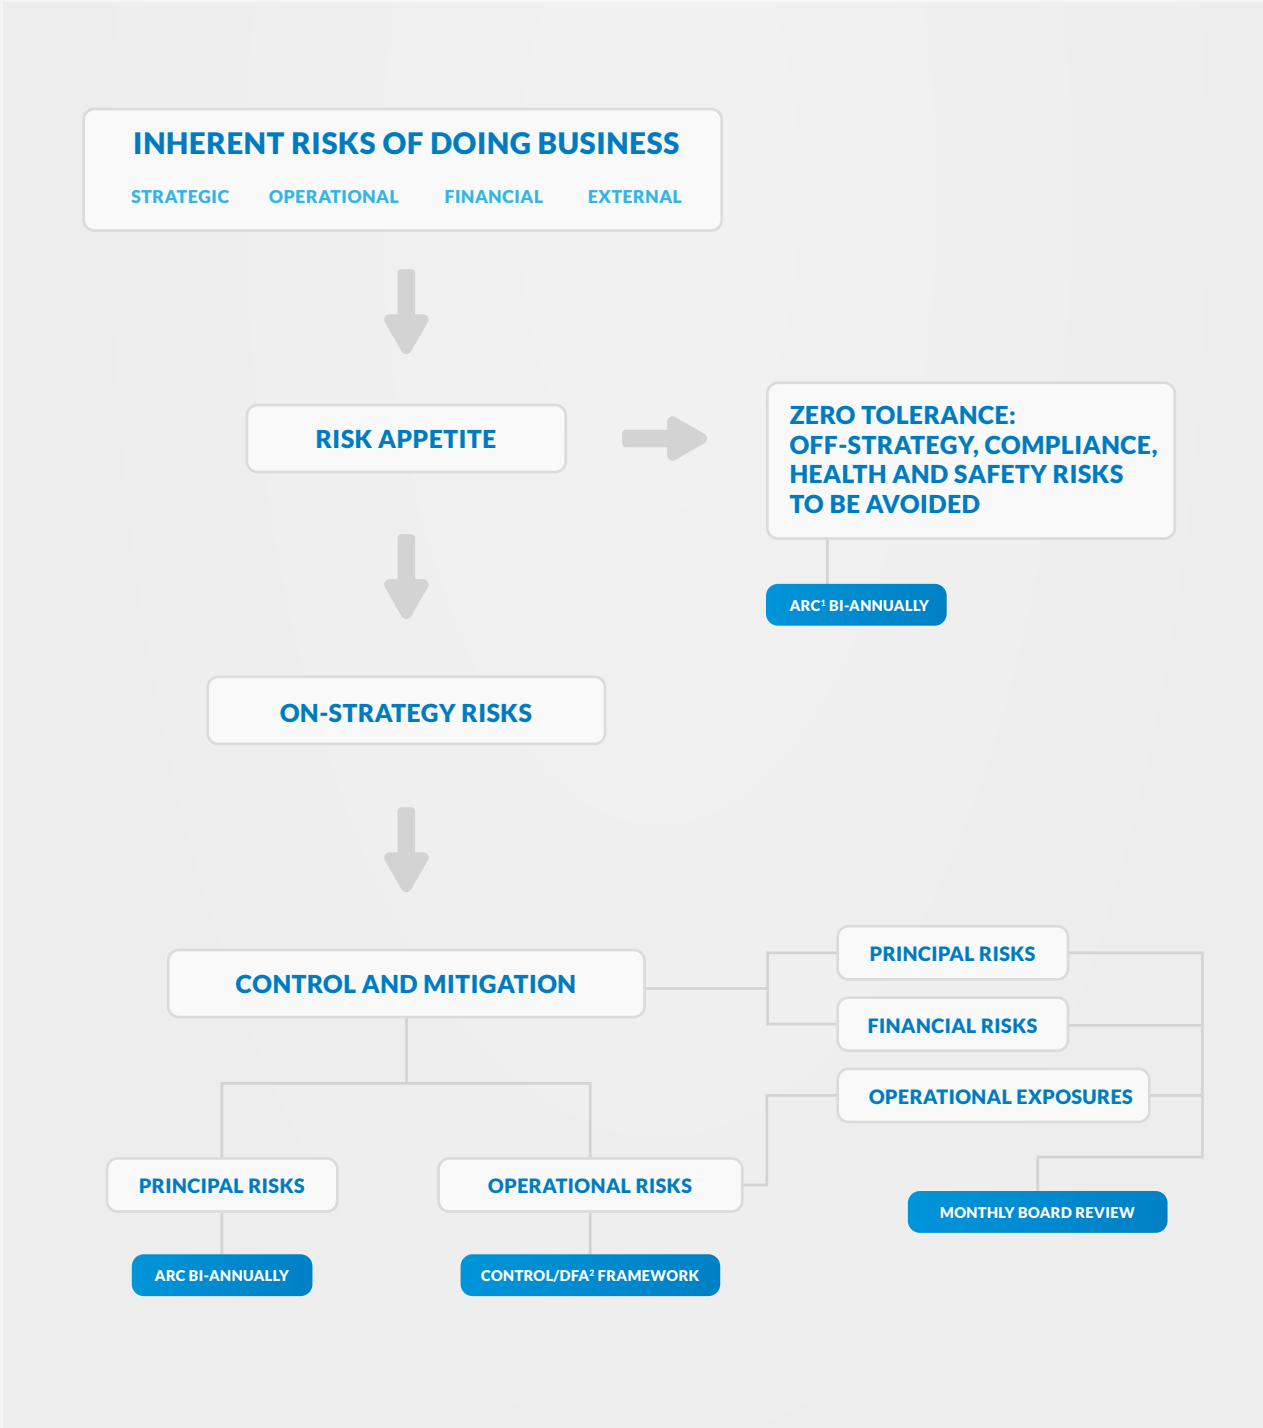 INHERENT RISKS OF DOING BUSINESS
STRATEGIC OPERATIONAL FINANCIAL EXTERNAL
RISK APPETITE
ZERO TOLERANCE:
OFF-STRATEGY, COMPLIANCE,
HEALTH AND SAFETY RISKS
TO BE AVOIDED
ARC¹ BI-ANNUALLY
ON-STRATEGY RISKS
CONTROL AND MITIGATION
PRINCIPAL RISKS
FINANCIAL RISKS
OPERATIONAL EXPOSURES
PRINCIPAL RISKS
OPERATIONAL RISKS
MONTHLY BOARD REVIEW
ARC BI-ANNUALLY
CONTROL/DFA² FRAMEWORK